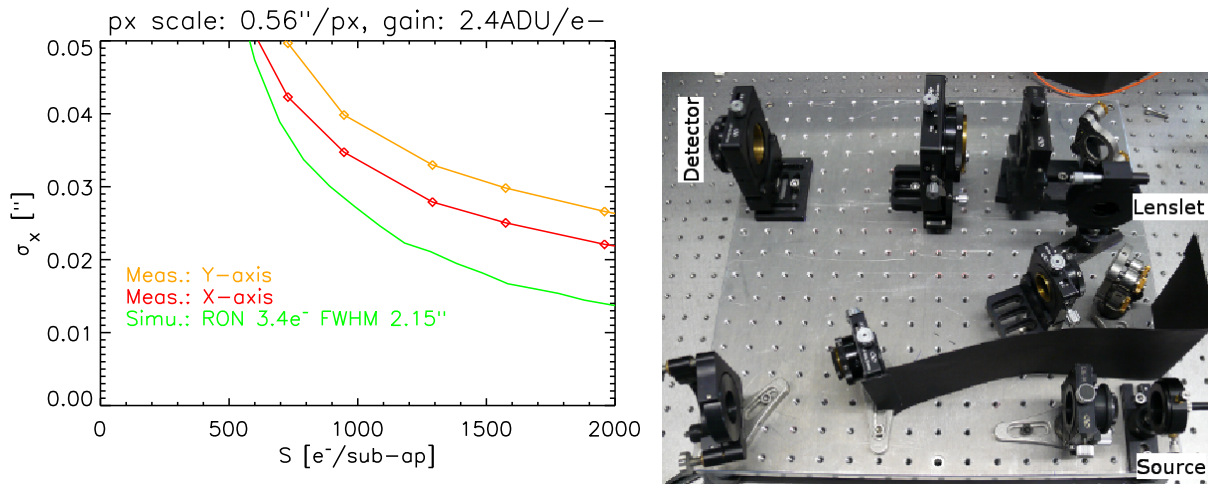 px scale: 0.56"/px, gain: 2.4ADU/e−
0.05
0.04
0.03
0.02
0.01
0.00
σx ["]
Meas.: Y−axis
Meas.: X−axis
Simu.: RON 3.4e⁻ FWHM 2.15"
0
500
1000
1500
2000
S [e⁻/sub−ap]
Detector
Lenslet
Source